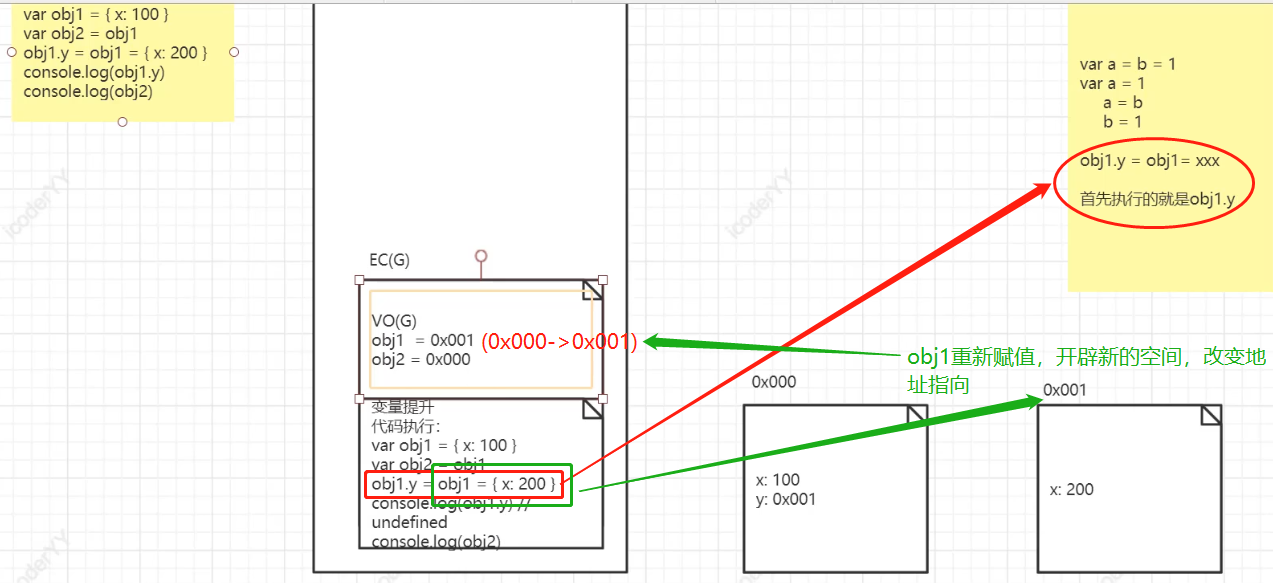 var obj1 = { x: 100 }
var obj2 = obj1
obj1.y = obj1 = { x: 200 }
console.log(obj1.y)
console.log(obj2)
var a = b = 1
var a = 1
a = b
b = 1
obj1.y = obj1= xxx
首先执行的就是obj1.y
EC(G)
VO(G)
obj1 = 0x001 (0x000->0x001)
obj2 = 0x000
变量提升
代码执行：
var obj1 = { x: 100 }
var obj2 = obj1
obj1.y = obj1 = { x: 200 }
console.log(obj1.y) //
undefined
console.log(obj2)
obj1重新赋值，开辟新的空间，改变地
址指向
0x000
x: 100
y: 0x001
0x001
x: 200
icoderYY
icoderYY
icoderYY
icoderYY